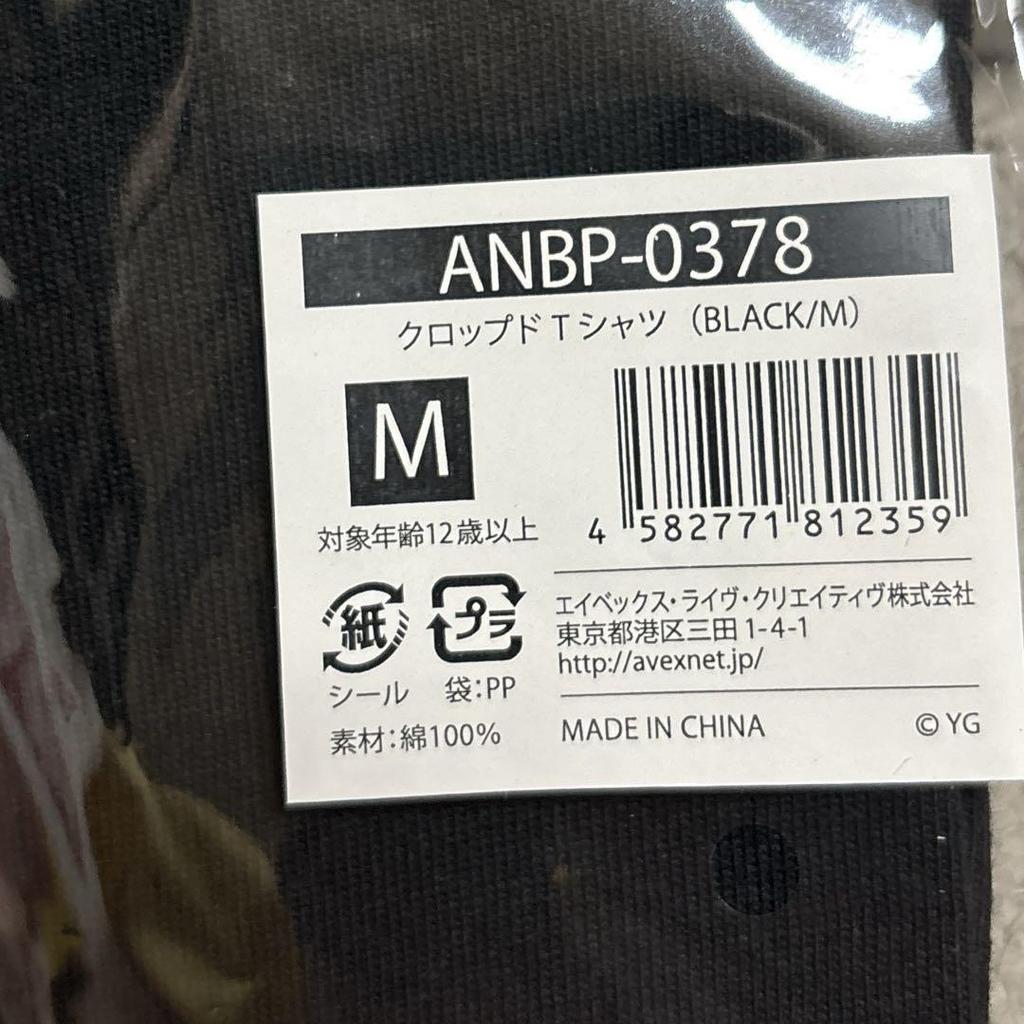 ANBP-0378
クロップドTシャツ（BLACK/M）
M
対象年齢12歳以上
4 582771 812359
紙
プラ
シール 袋：PP
素材：綿100%
エイベックス・ライヴ・クリエイティヴ株式会社
東京都港区三田1-4-1
http://avexnet.jp/
MADE IN CHINA © YG